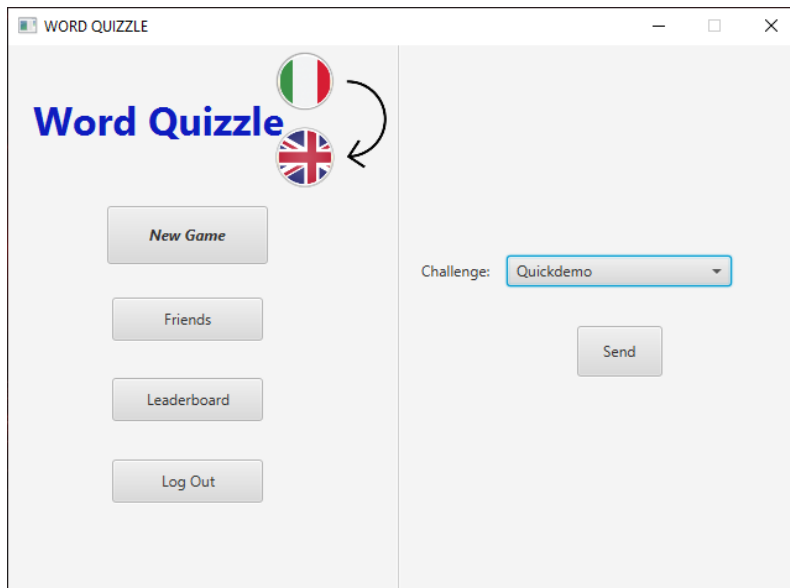 WORD QUIZZLE
Word Quizzle
New Game
Friends
Leaderboard
Log Out
Challenge: Quickdemo
Send